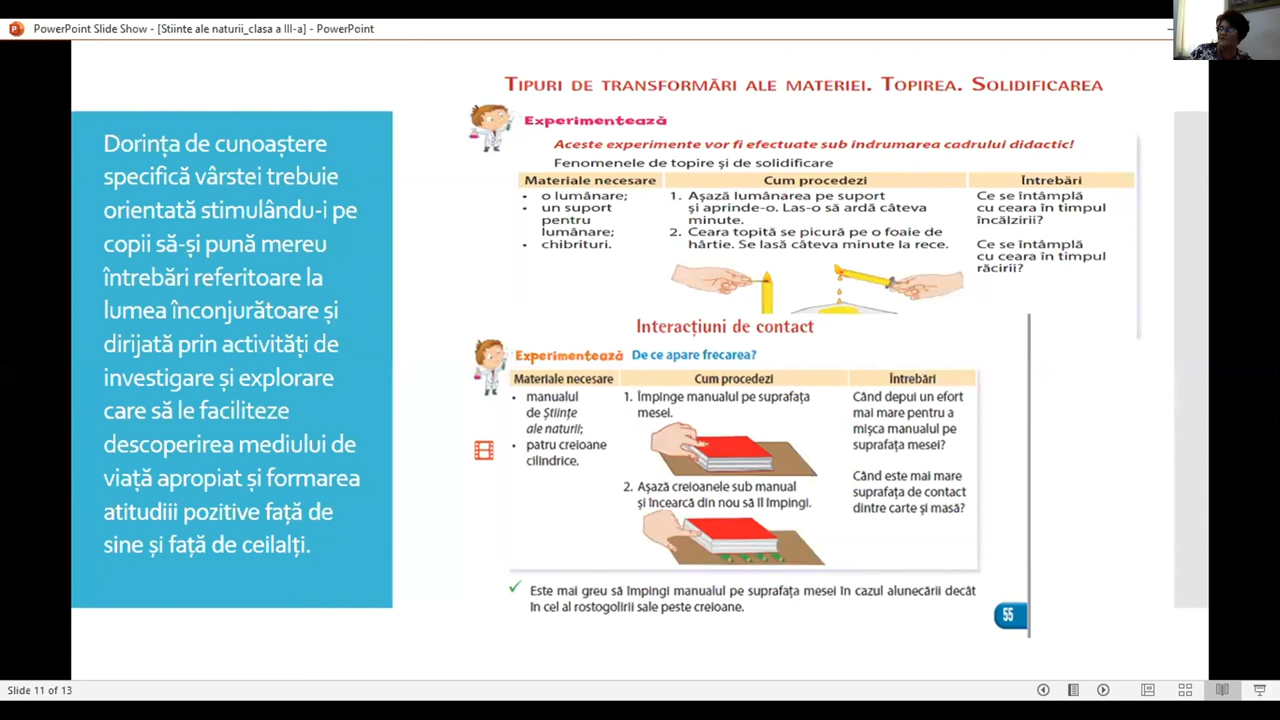 PowerPoint Slide Show - [Stiinte ale naturii_clasa a III-a] - PowerPoint
Dorința de cunoaștere
specifică vârstei trebuie
orientată stimulându-i pe
copii să-și pună mereu
întrebări referitoare la
lumea înconjurătoare și
dirijată prin activități de
investigare și explorare
care să le faciliteze
descoperirea mediului de
viață apropiat și formarea
atitudiii pozitive față de
sine și față de ceilalți.
TIPURI DE TRANSFORMĂRI ALE MATERIEI. TOPIREA. SOLIDIFICAREA
Experimentează
Aceste experimente vor fi efectuate sub îndrumarea cadrului didactic!
Fenomenele de topire și de solidificare
Materiale necesare
• o lumânare;
• un suport
pentru
lumânare;
• chibrituri.
Cum procedezi
1. Așază lumânarea pe suport
și aprinde-o. Las-o să ardă câteva
minute.
2. Ceara topită se picură pe o foaie de
hârtie. Se lasă câteva minute la rece.
Întrebări
Ce se întâmplă
cu ceara în timpul
încălzirii?
Ce se întâmplă
cu ceara în timpul
răcirii?
Interacțiuni de contact
Experimentează De ce apare frecarea?
Materiale necesare
• manualul
de Științe
ale naturii;
• patru creioane
cilindrice.
Cum procedezi
1. Împinge manualul pe suprafața
mesei.
2. Așază creioanele sub manual
și încearcă din nou să îl împingi.
Întrebări
Când depui un efort
mai mare pentru a
mișca manualul pe
suprafața mesei?
Când este mai mare
suprafața de contact
dintre carte și masă?
✓ Este mai greu să împingi manualul pe suprafața mesei în cazul alunecării decât
în cel al rostogolirii sale peste creioane.
55
Slide 11 of 13